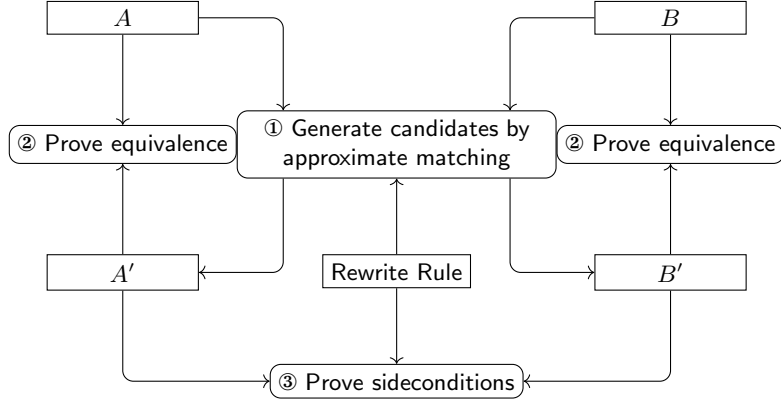 A
B
① Generate candidates by
approximate matching
② Prove equivalence
② Prove equivalence
A′
Rewrite Rule
B′
③ Prove sideconditions